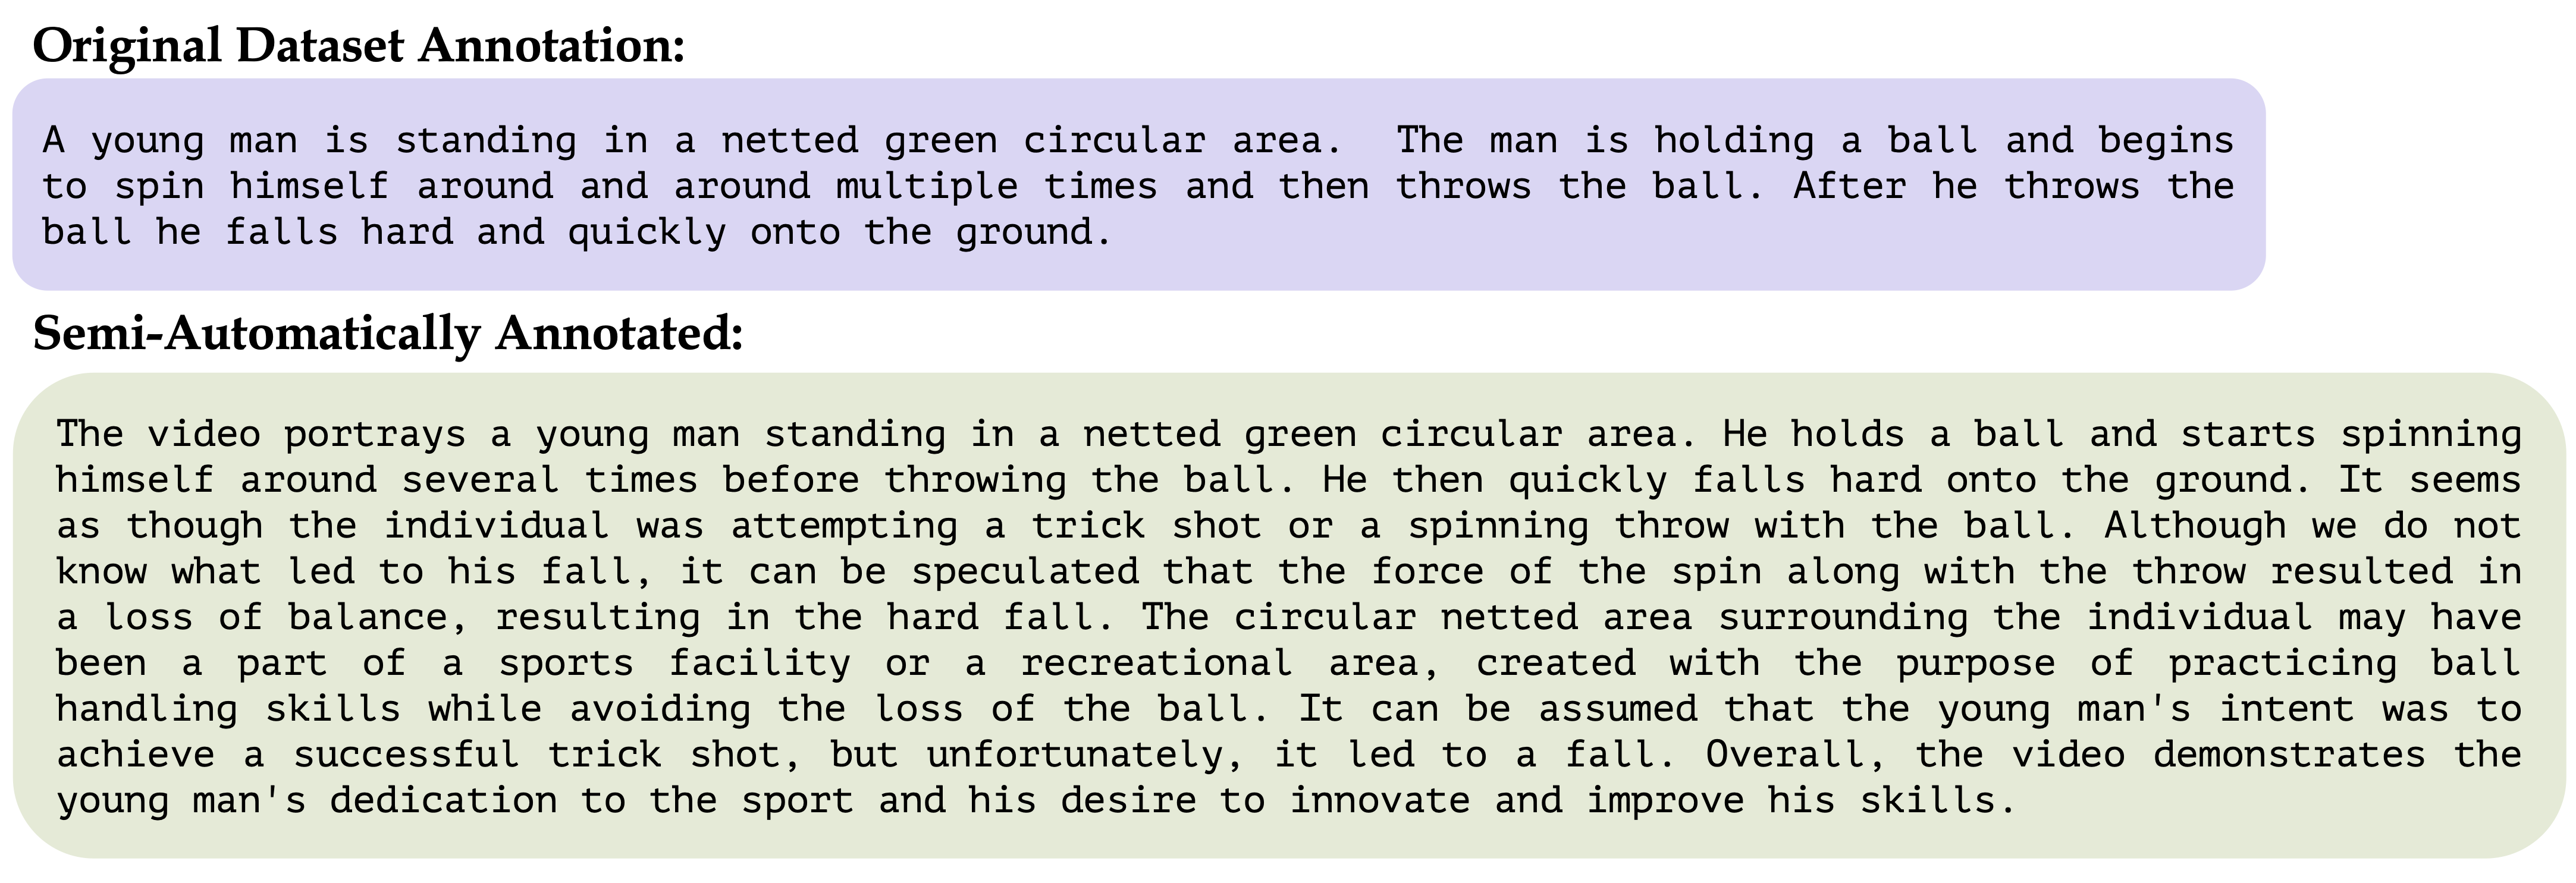 Original Dataset Annotation:
A young man is standing in a netted green circular area.  The man is holding a ball and begins
to spin himself around and around multiple times and then throws the ball. After he throws the
ball he falls hard and quickly onto the ground.
Semi-Automatically Annotated:
The video portrays a young man standing in a netted green circular area. He holds a ball and starts spinning
himself around several times before throwing the ball. He then quickly falls hard onto the ground. It seems
as though the individual was attempting a trick shot or a spinning throw with the ball. Although we do not
know what led to his fall, it can be speculated that the force of the spin along with the throw resulted in
a loss of balance, resulting in the hard fall. The circular netted area surrounding the individual may have
been a part of a sports facility or a recreational area, created with the purpose of practicing ball
handling skills while avoiding the loss of the ball. It can be assumed that the young man's intent was to
achieve a successful trick shot, but unfortunately, it led to a fall. Overall, the video demonstrates the
young man's dedication to the sport and his desire to innovate and improve his skills.